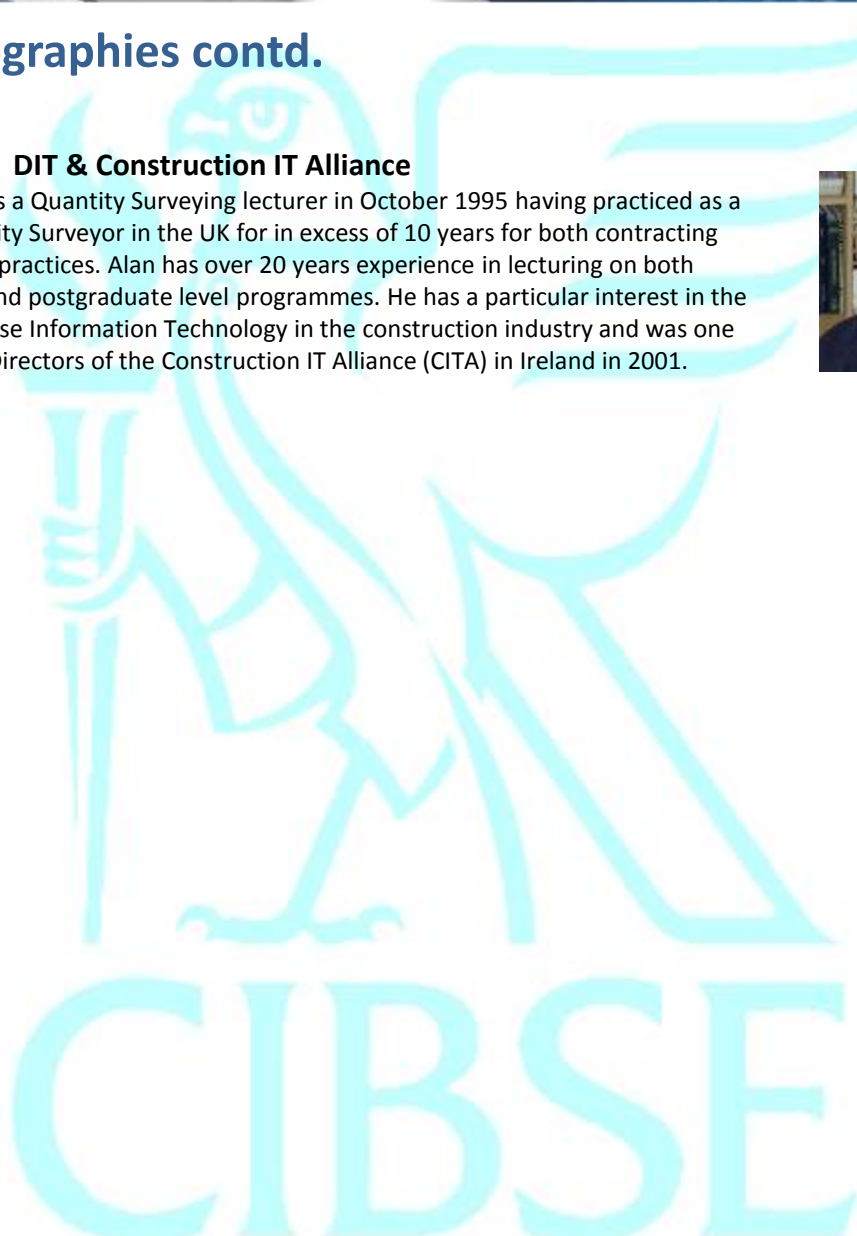 graphies contd.
DIT & Construction IT Alliance
s a Quantity Surveying lecturer in October 1995 having practiced as a
ity Surveyor in the UK for in excess of 10 years for both contracting
practices. Alan has over 20 years experience in lecturing on both
nd postgraduate level programmes. He has a particular interest in the
se Information Technology in the construction industry and was one
Directors of the Construction IT Alliance (CITA) in Ireland in 2001.
CIBSE